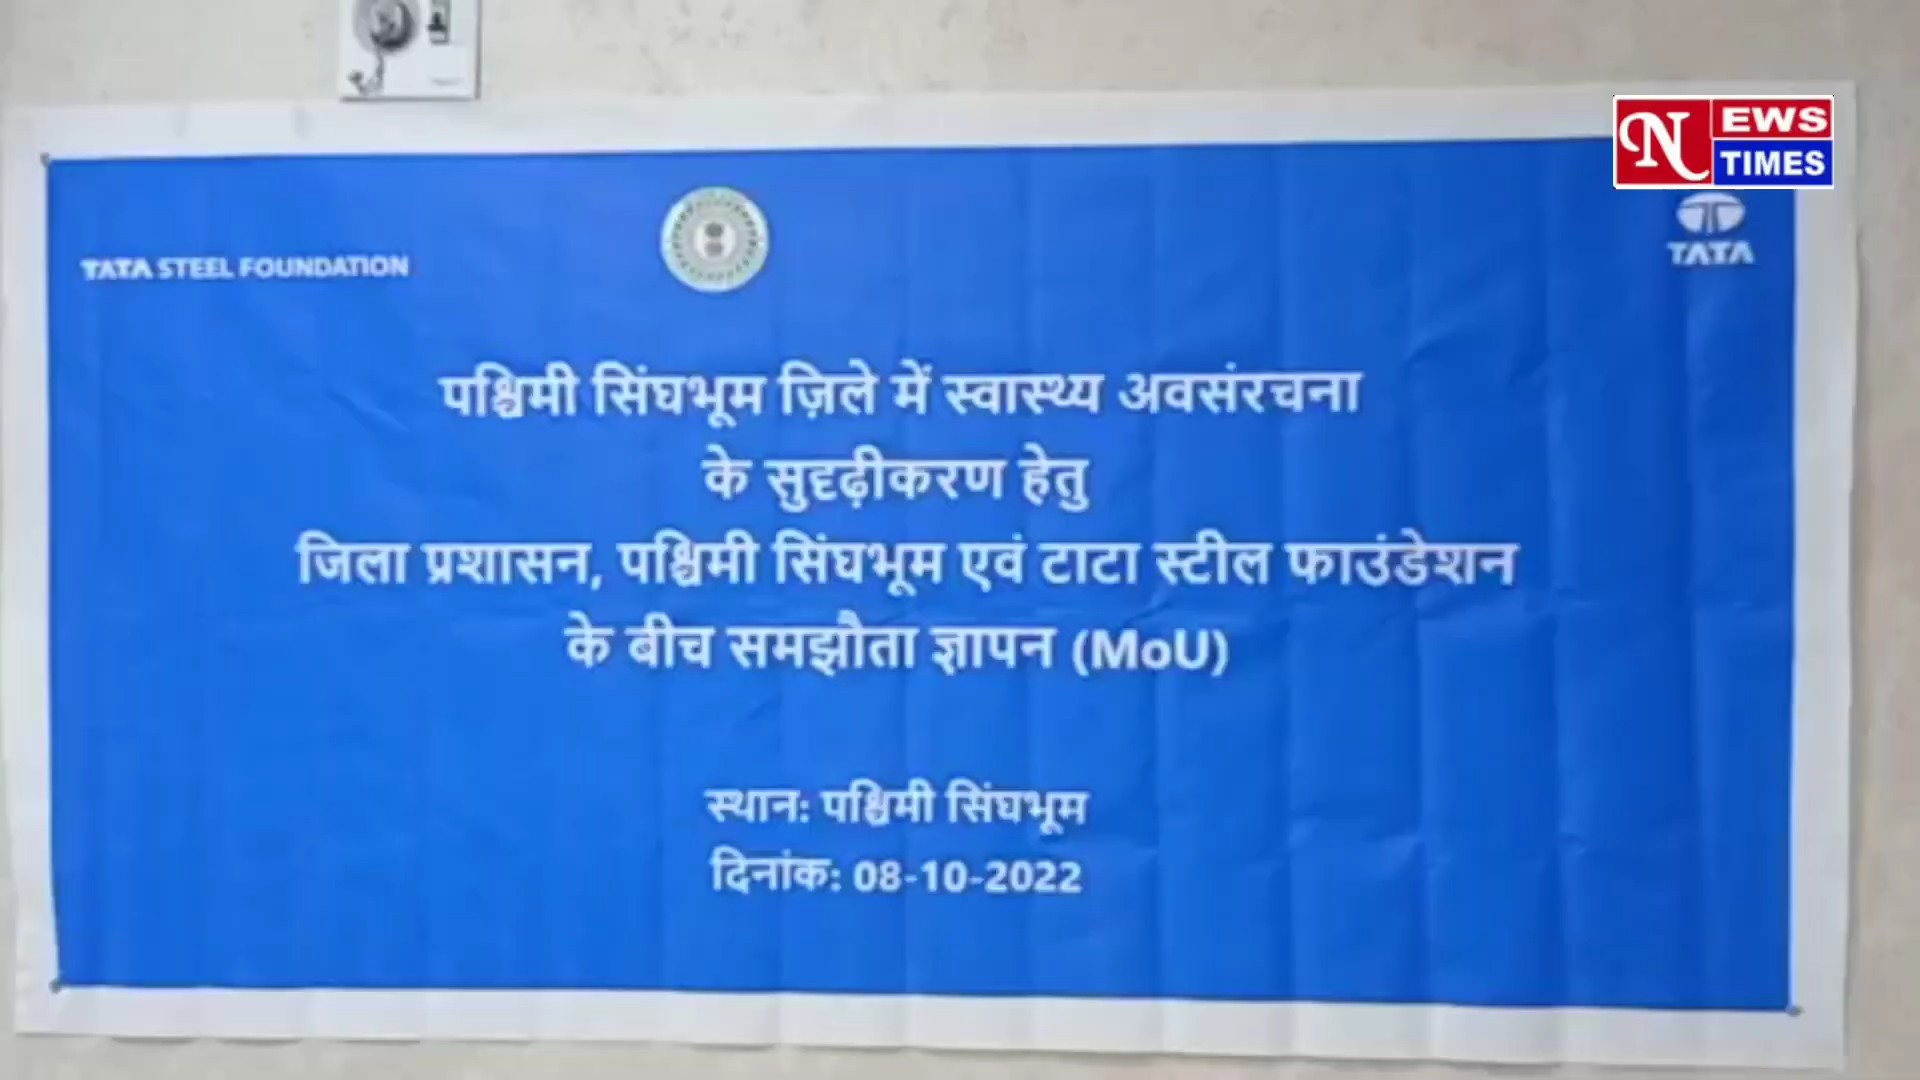 NEWS
TIMES
TATA STEEL FOUNDATION
TATA
पश्चिमी सिंघभूम ज़िले में स्वास्थ्य अवसंरचना
के सुदृढ़ीकरण हेतु
जिला प्रशासन, पश्चिमी सिंघभूम एवं टाटा स्टील फाउंडेशन
के बीच समझौता ज्ञापन (MoU)
स्थान: पश्चिमी सिंघभूम
दिनांक: 08-10-2022